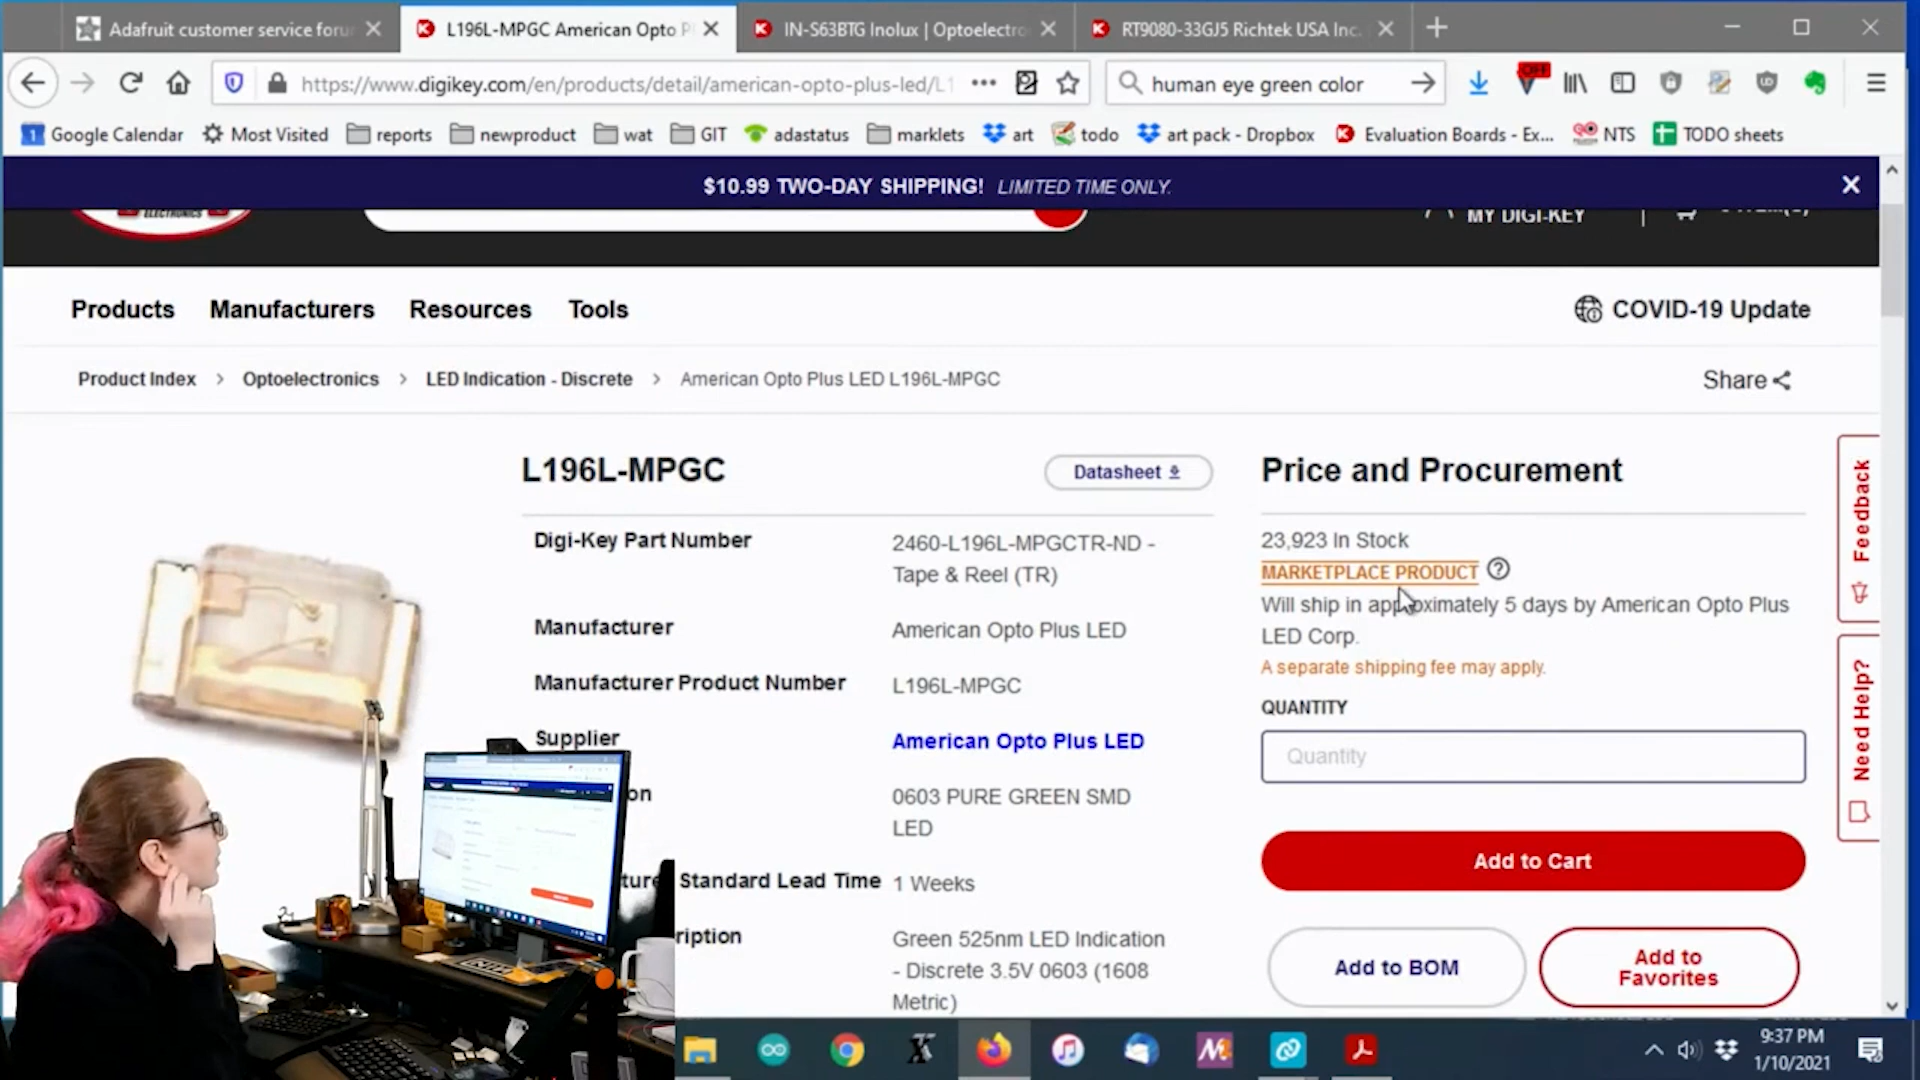 Adafruit customer service foru
L196L-MPGC American Opto P
IN-S63BTG Inolux | Optoelectro
RT9080-33GJ5 Richtek USA Inc.
https://www.digikey.com/en/products/detail/american-opto-plus-led/L1
human eye green color
OFF
1 Google Calendar
Most Visited
reports
newproduct
wat
GIT
adastatus
marklets
art
todo
art pack - Dropbox
Evaluation Boards - Ex...
NTS
TODO sheets
$10.99 TWO-DAY SHIPPING! LIMITED TIME ONLY.
ELECTRONICS
MY DIGI-KEY
Products
Manufacturers
Resources
Tools
COVID-19 Update
Product Index > Optoelectronics > LED Indication - Discrete > American Opto Plus LED L196L-MPGC
Share
L196L-MPGC
Datasheet
Digi-Key Part Number
2460-L196L-MPGCTR-ND -
Tape & Reel (TR)
Manufacturer
American Opto Plus LED
Manufacturer Product Number
L196L-MPGC
Supplier
American Opto Plus LED
on
0603 PURE GREEN SMD
LED
ture Standard Lead Time
1 Weeks
ription
Green 525nm LED Indication
- Discrete 3.5V 0603 (1608
Metric)
Price and Procurement
23,923 In Stock
MARKETPLACE PRODUCT
Will ship in approximately 5 days by American Opto Plus
LED Corp.
A separate shipping fee may apply.
QUANTITY
Quantity
Add to Cart
Add to BOM
Add to
Favorites
Feedback
Need Help?
9:37 PM
1/10/2021